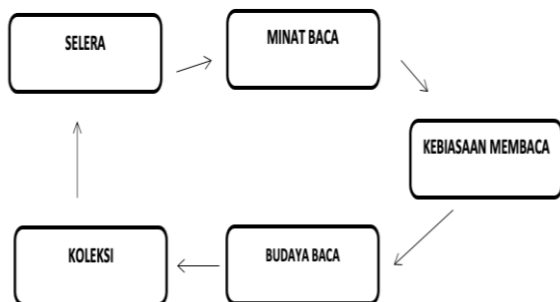 SELERA
MINAT BACA
KEBIASAAN MEMBACA
BUDAYA BACA
KOLEKSI